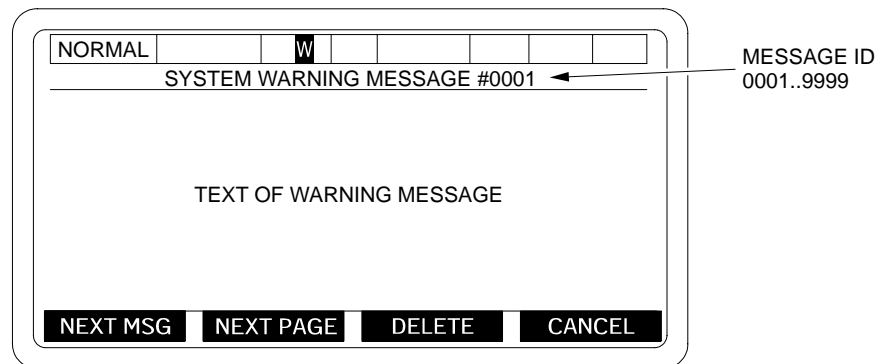 NORMAL W
SYSTEM WARNING MESSAGE #0001
MESSAGE ID
0001..9999
TEXT OF WARNING MESSAGE
NEXT MSG NEXT PAGE DELETE CANCEL